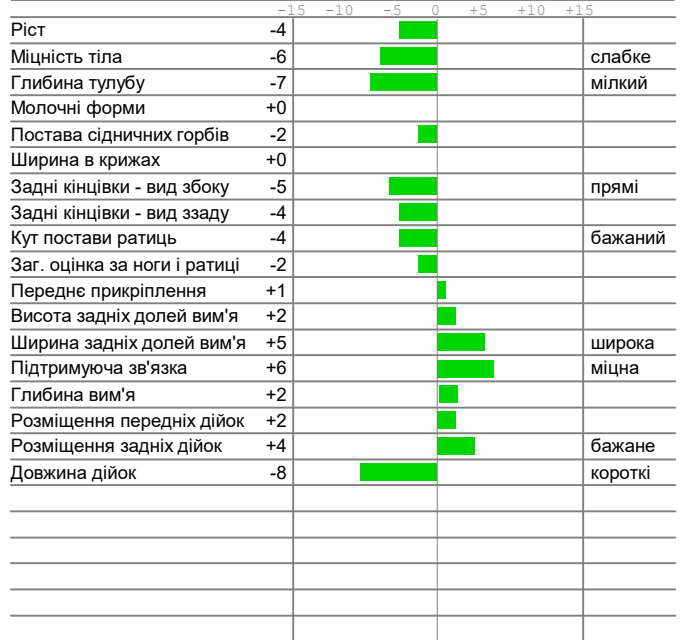 -15 -10 -5 0 +5 +10 +15
Ріст -4
Міцність тіла -6 слабке
Глибина тулубу -7 мілкий
Молочні форми +0
Постава сідничних горбів -2
Ширина в крижах +0
Задні кінцівки - вид збоку -5 прямі
Задні кінцівки - вид ззаду -4
Кут постави ратиць -4 бажаний
Заг. оцінка за ноги і ратиці -2
Переднє прикріплення +1
Висота задніх долей вим'я +2
Ширина задніх долей вим'я +5 широка
Підтримуюча зв'язка +6 міцна
Глибина вим'я +2
Розміщення передніх дійок +2
Розміщення задніх дійок +4 бажане
Довжина дійок -8 короткі